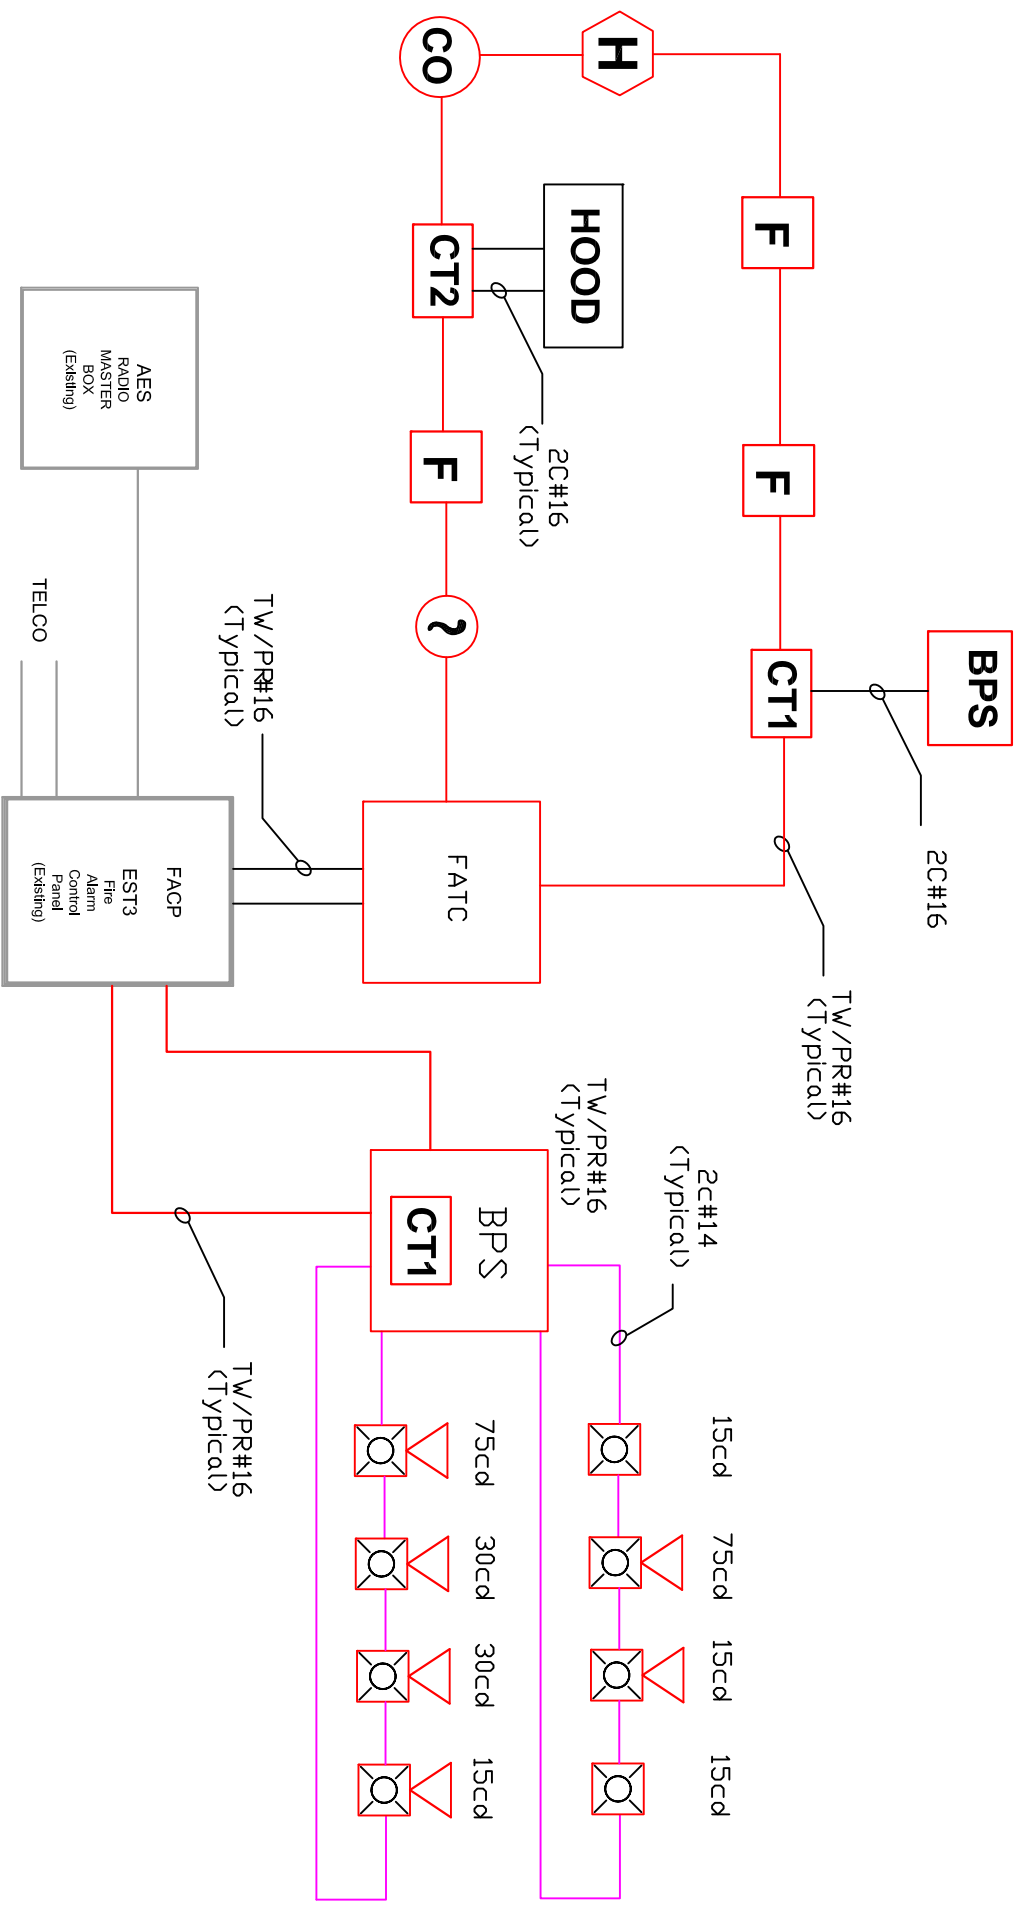 BPS
2C#16
CT1
TW/PR#16
(Typical)
F
F
H
CO
HOOD
CT2
2C#16
(Typical)
F
~
FATC
TW/PR#16
(Typical)
AES
RADIO
MASTER
BOX
(Existing)
TELCO
FACP
EST3
Fire
Alarm
Control
Panel
(Existing)
BPS
CT1
TW/PR#16
(Typical)
2c#14
(Typical)
TW/PR#16
(Typical)
15cd
75cd
15cd
15cd
75cd
30cd
30cd
15cd